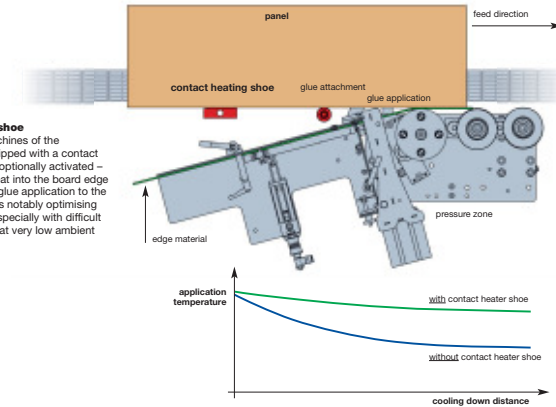 panel
feed direction
contact heating shoe
glue attachment
glue application
shoe
chines of the
ipped with a contact
optionally activated –
at into the board edge
glue application to the
s notably optimising
specially with difficult
at very low ambient
edge material
pressure zone
application
temperature
with contact heater shoe
without contact heater shoe
cooling down distance